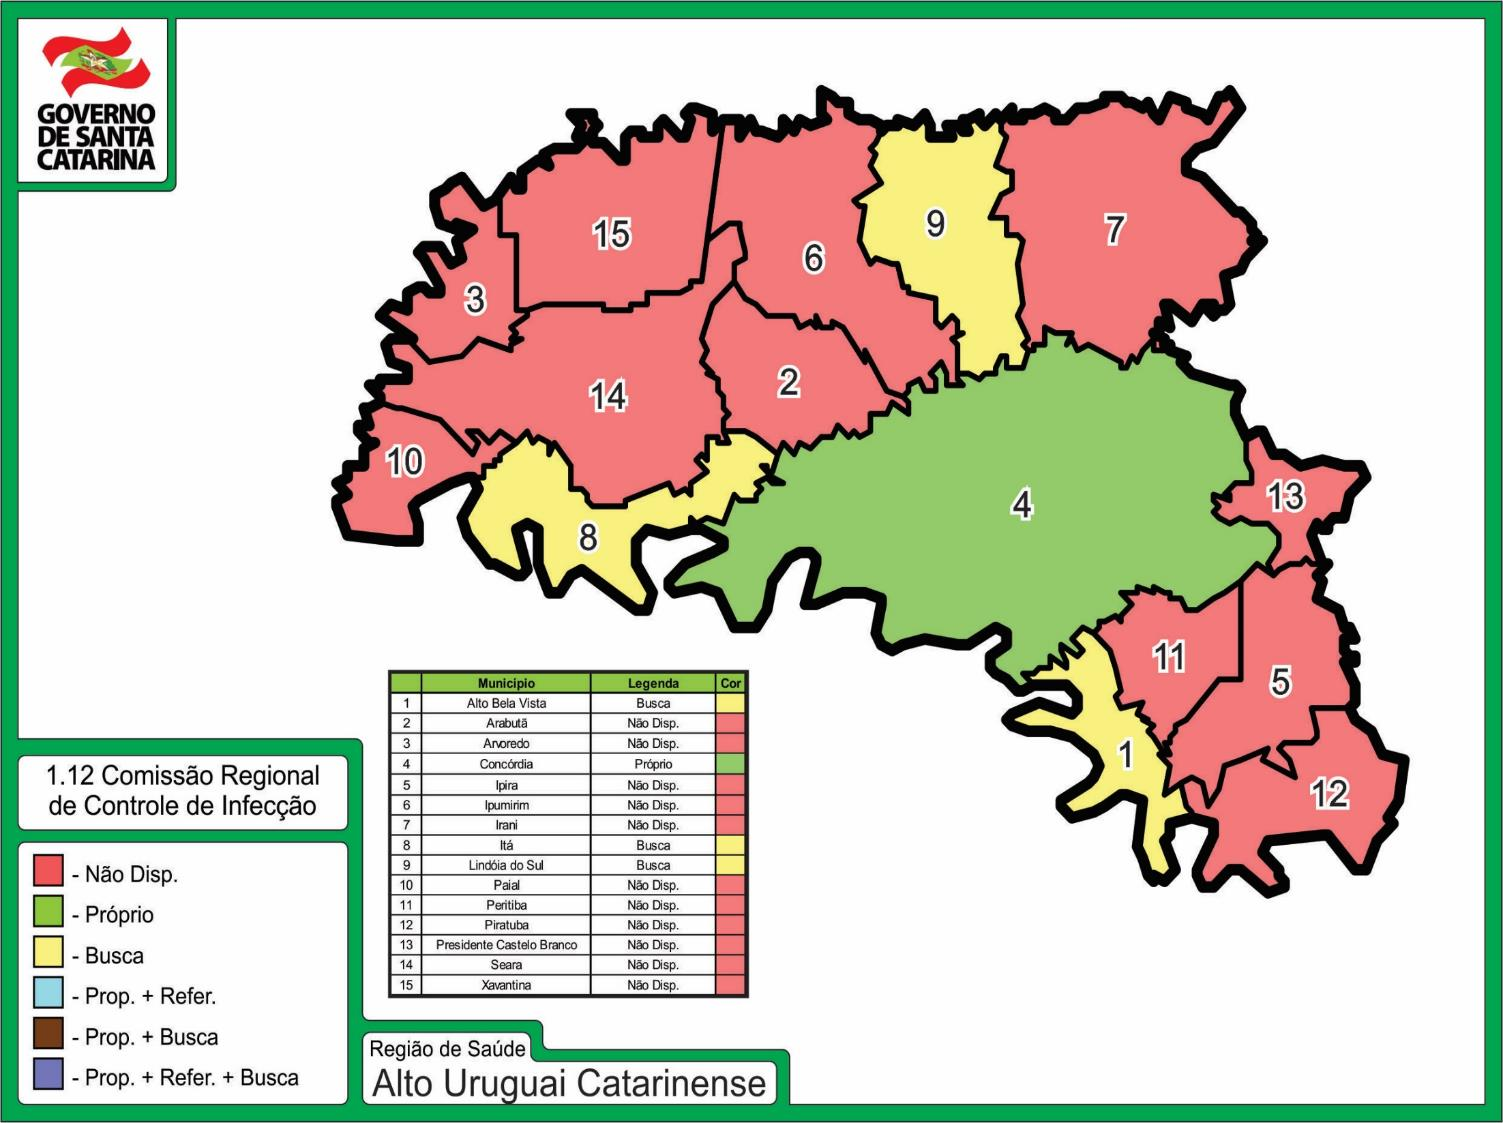 GOVERNO
DE SANTA
CATARINA
15
6
9
7
3
14
2
10
8
4
13
11
5
1
12
Municipio Legenda Cor
1 Alto Bela Vista Busca
2 Arabutã Não Disp.
3 Arvoredo Não Disp.
4 Concórdia Próprio
5 Ipira Não Disp.
6 Ipumirim Não Disp.
7 Irani Não Disp.
8 Itá Busca
9 Lindóia do Sul Busca
10 Paial Não Disp.
11 Peritiba Não Disp.
12 Piratuba Não Disp.
13 Presidente Castelo Branco Não Disp.
14 Seara Não Disp.
15 Xavantina Não Disp.
1.12 Comissão Regional
de Controle de Infecção
- Não Disp.
- Próprio
- Busca
- Prop. + Refer.
- Prop. + Busca
- Prop. + Refer. + Busca
Região de Saúde
Alto Uruguai Catarinense